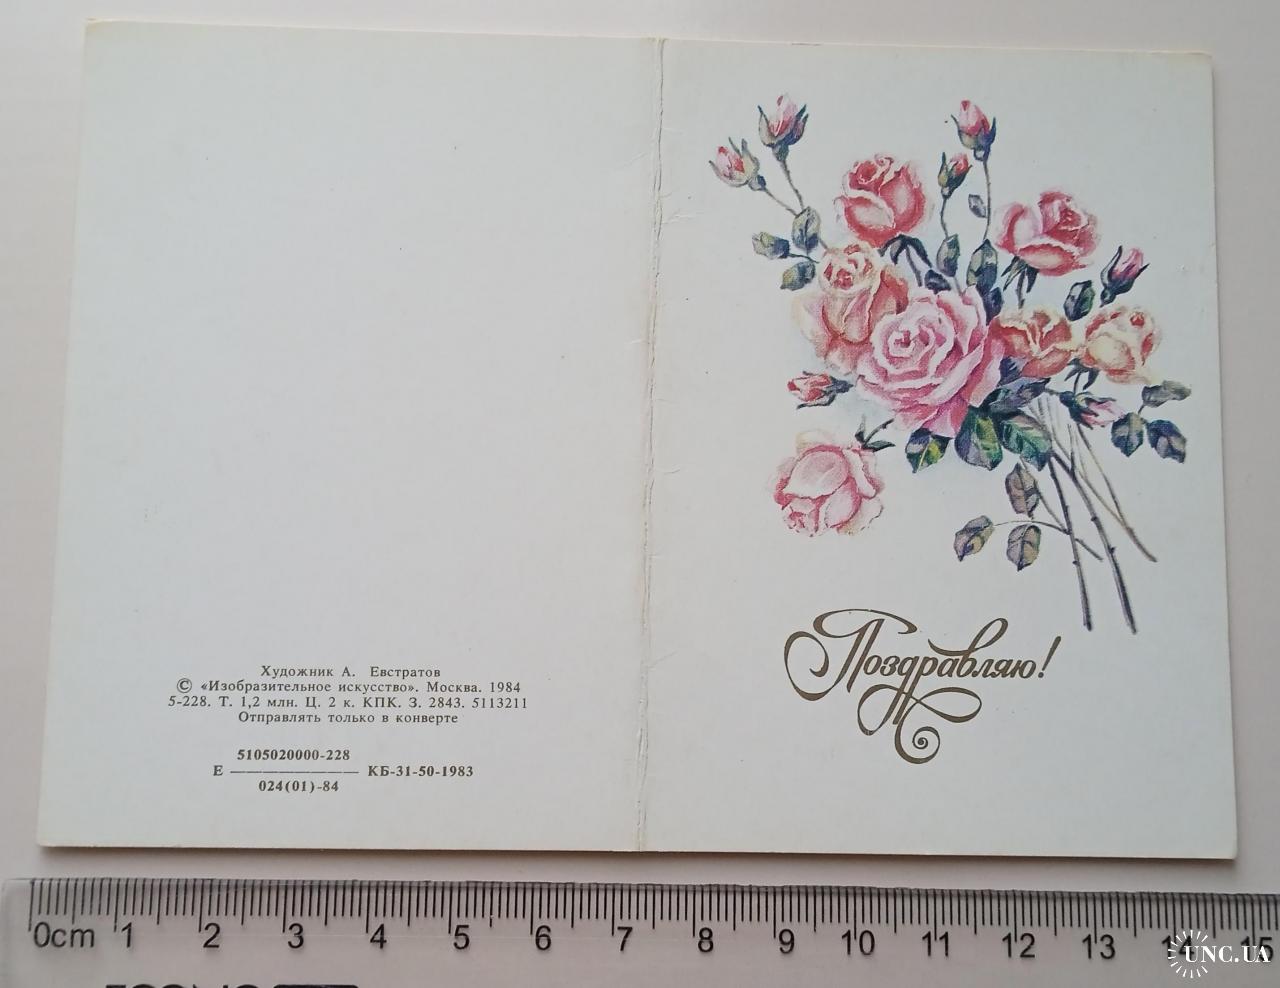 Художник А. Евстратов
© «Изобразительное искусство». Москва. 1984
5-228. Т. 1,2 млн. Ц. 2 к. КПК. З. 2843. 5113211
Отправлять только в конверте
5105020000-228
Е ———————— КБ-31-50-1983
024(01)-84
Поздравляю!
0cm 1 2 3 4 5 6 7 8 9 10 11 12 13 14 15
UNC.UA